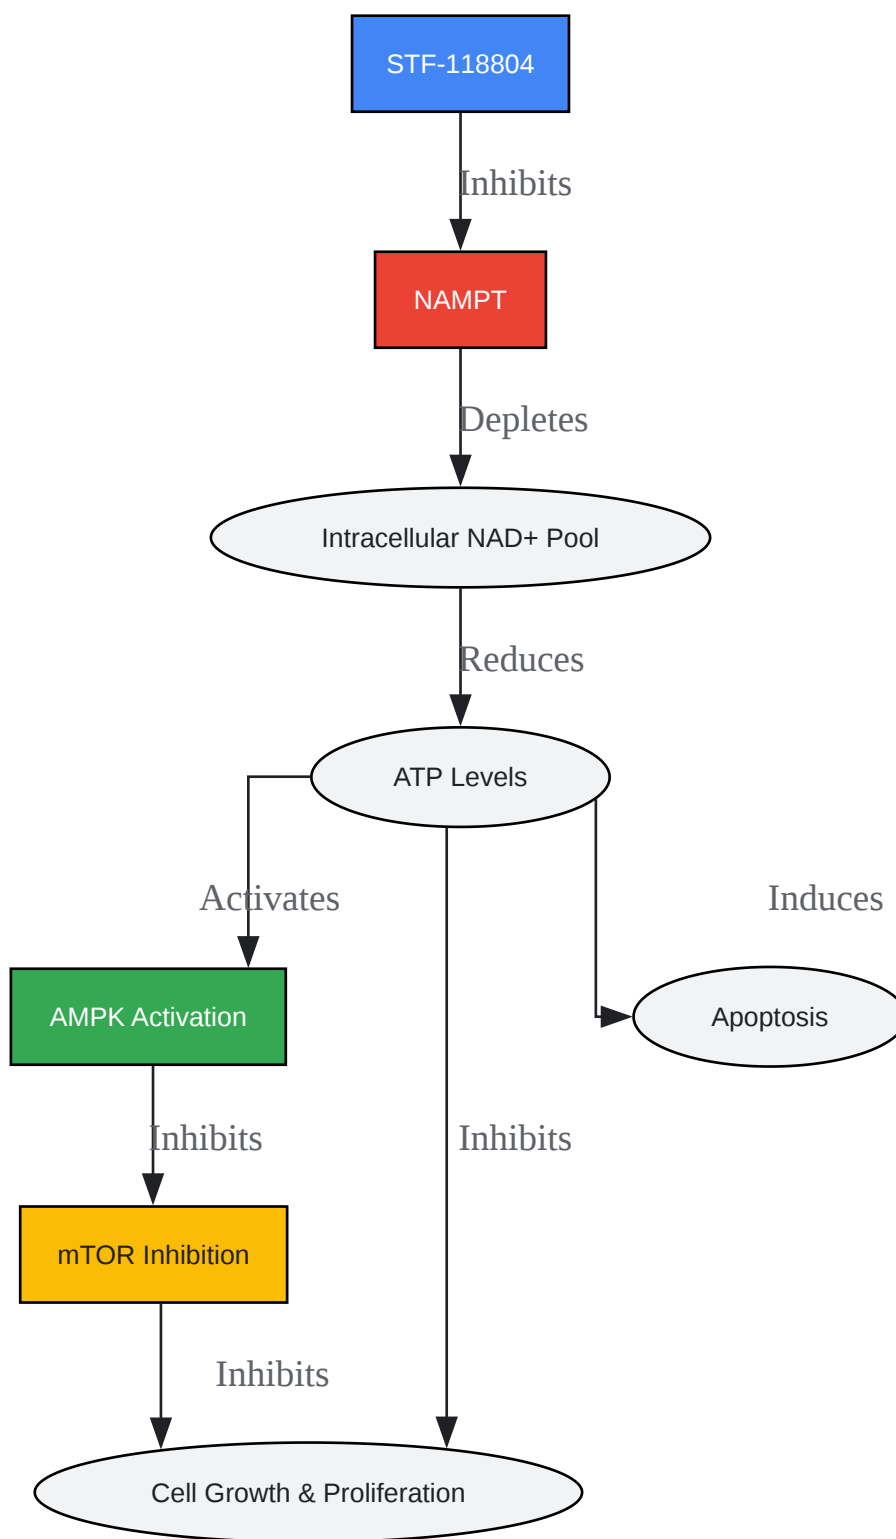 STF-118804
Inhibits
NAMPT
Depletes
Intracellular NAD+ Pool
Reduces
ATP Levels
Activates
Induces
AMPK Activation
Apoptosis
Inhibits
Inhibits
mTOR Inhibition
Inhibits
Cell Growth & Proliferation